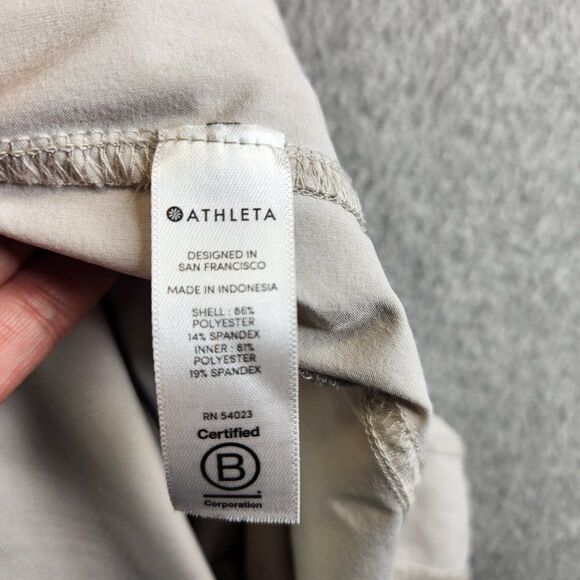 ATHLETA
DESIGNED IN
SAN FRANCISCO
MADE IN INDONESIA
SHELL : 86%
POLYESTER
14% SPANDEX
INNER : 81%
POLYESTER
19% SPANDEX
RN 54023
Certified
B
Corporation